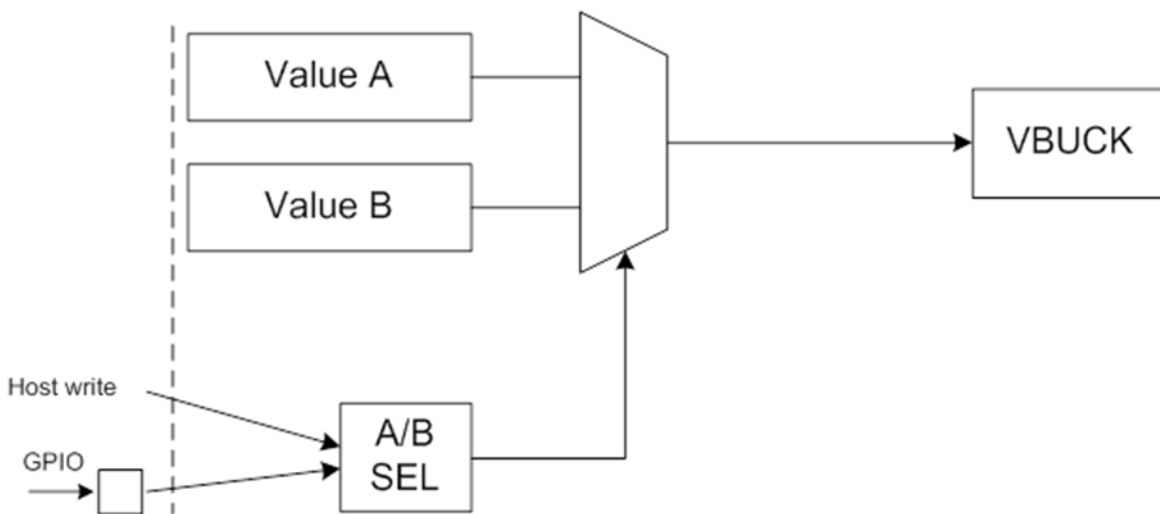 Value A
VBUCK
Value B
Host write
A/B
SEL
GPIO